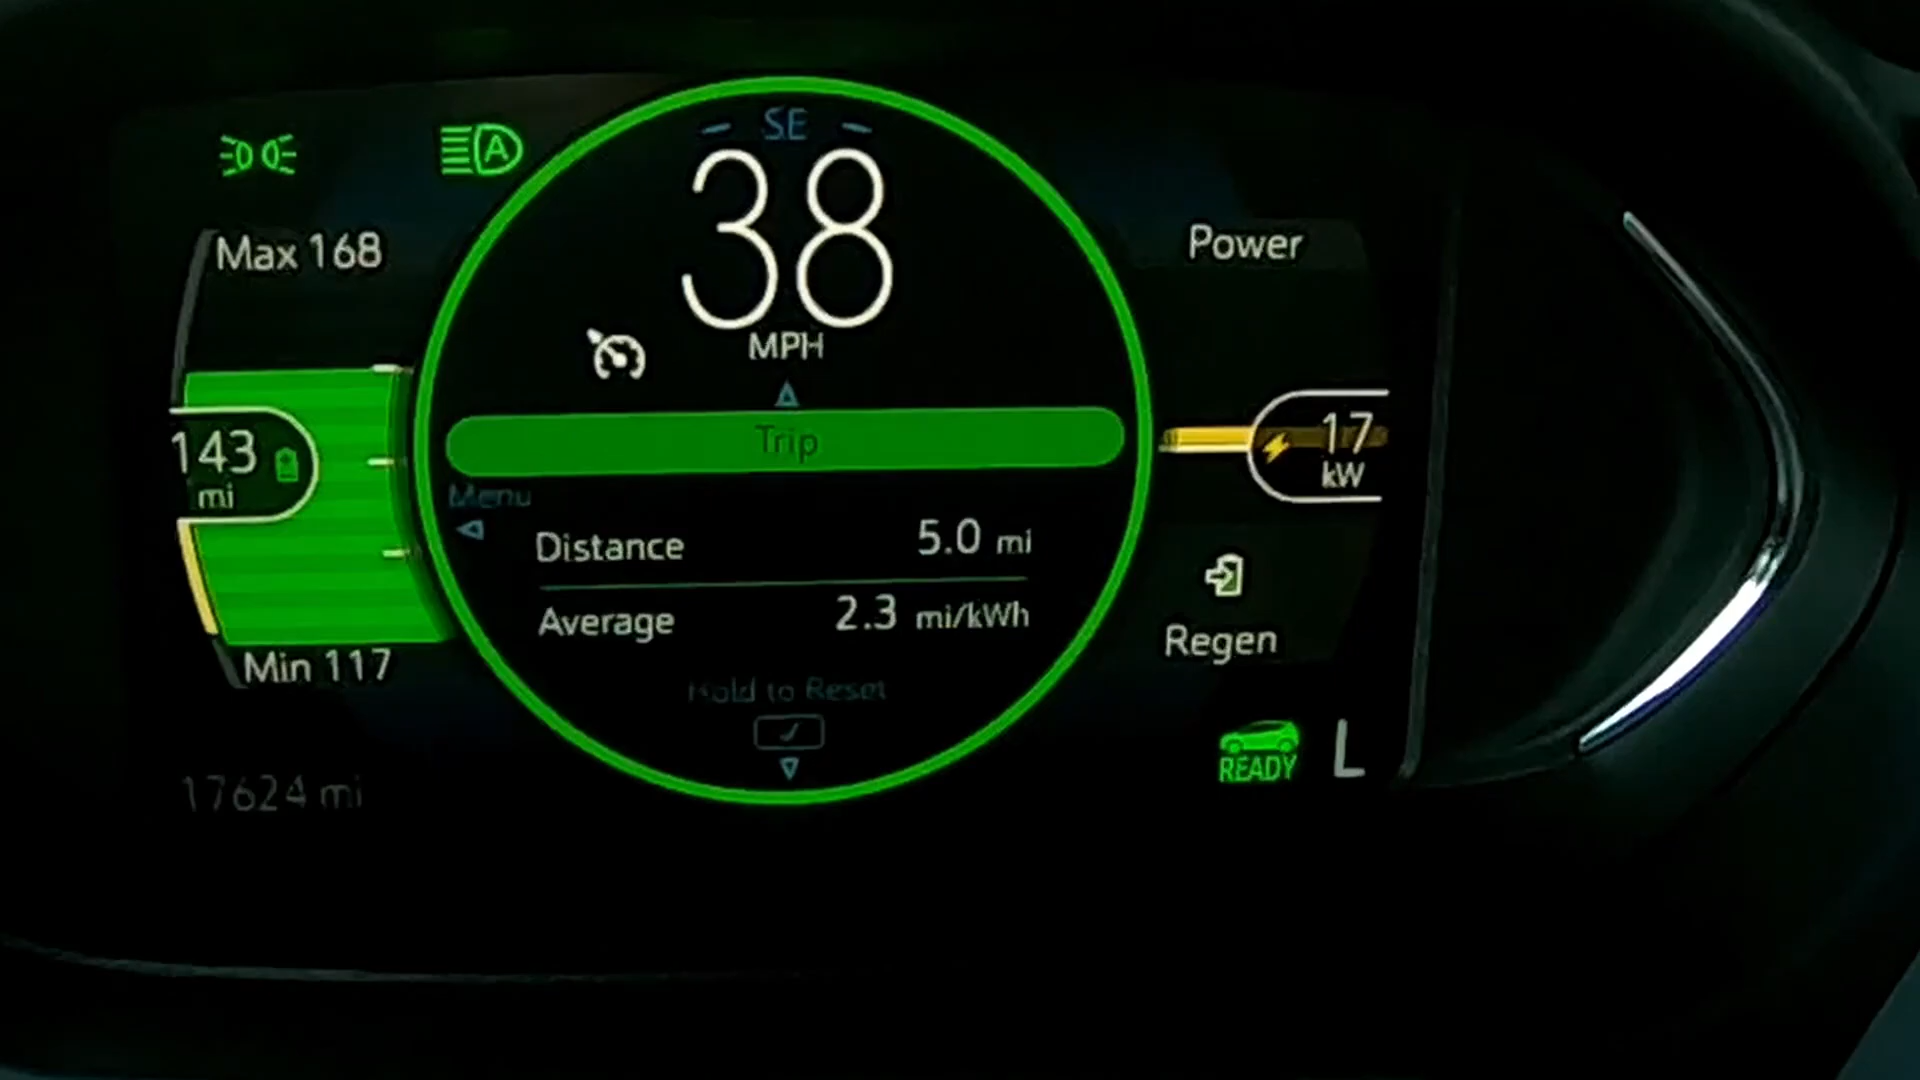 A
SE
38
MPH
Max 168
Power
143
mi
Trip
17
kW
Menu
Distance 5.0 mi
Average 2.3 mi/kWh
Regen
Min 117
Hold to Reset
READY L
17624 mi